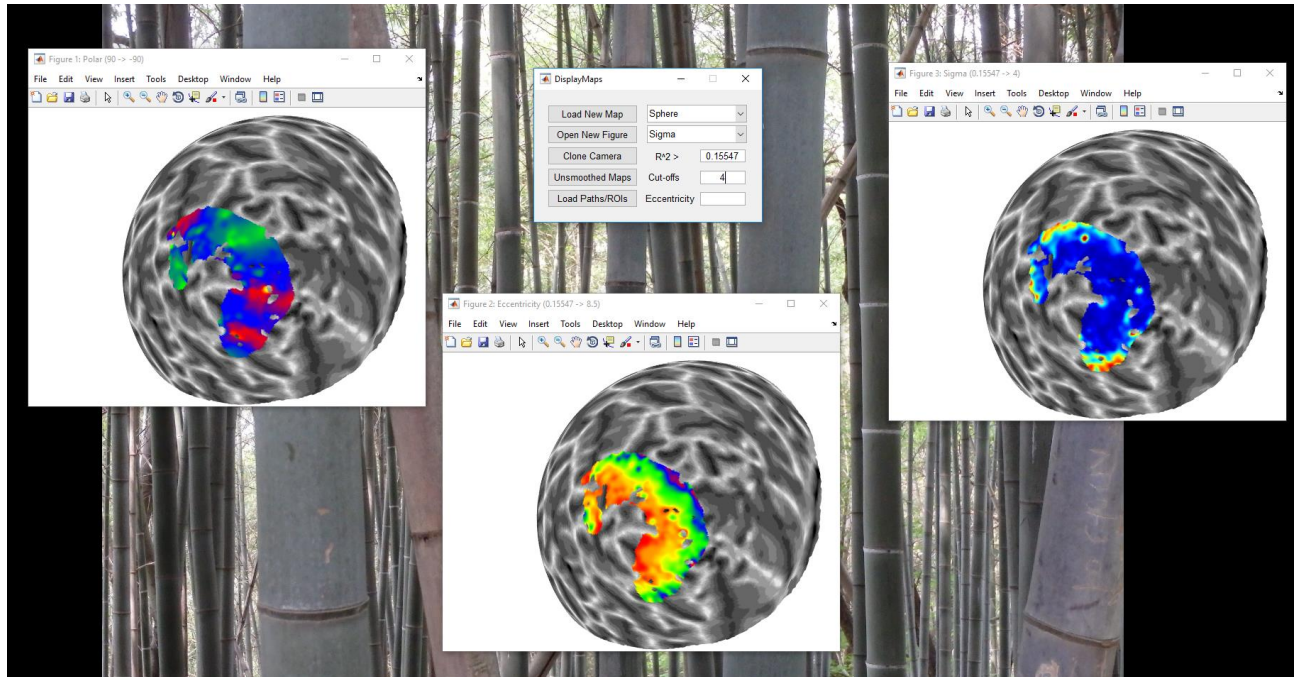 Figure 1: Polar (90 -> -90)
File Edit View Insert Tools Desktop Window Help
DisplayMaps
Load New Map Sphere
Open New Figure Sigma
Clone Camera R^2 > 0.15547
Unsmoothed Maps Cut-offs 4
Load Paths/ROIs Eccentricity
Figure 3: Sigma (0.15547 -> 4)
File Edit View Insert Tools Desktop Window Help
Figure 2: Eccentricity (0.15547 -> 8.5)
File Edit View Insert Tools Desktop Window Help